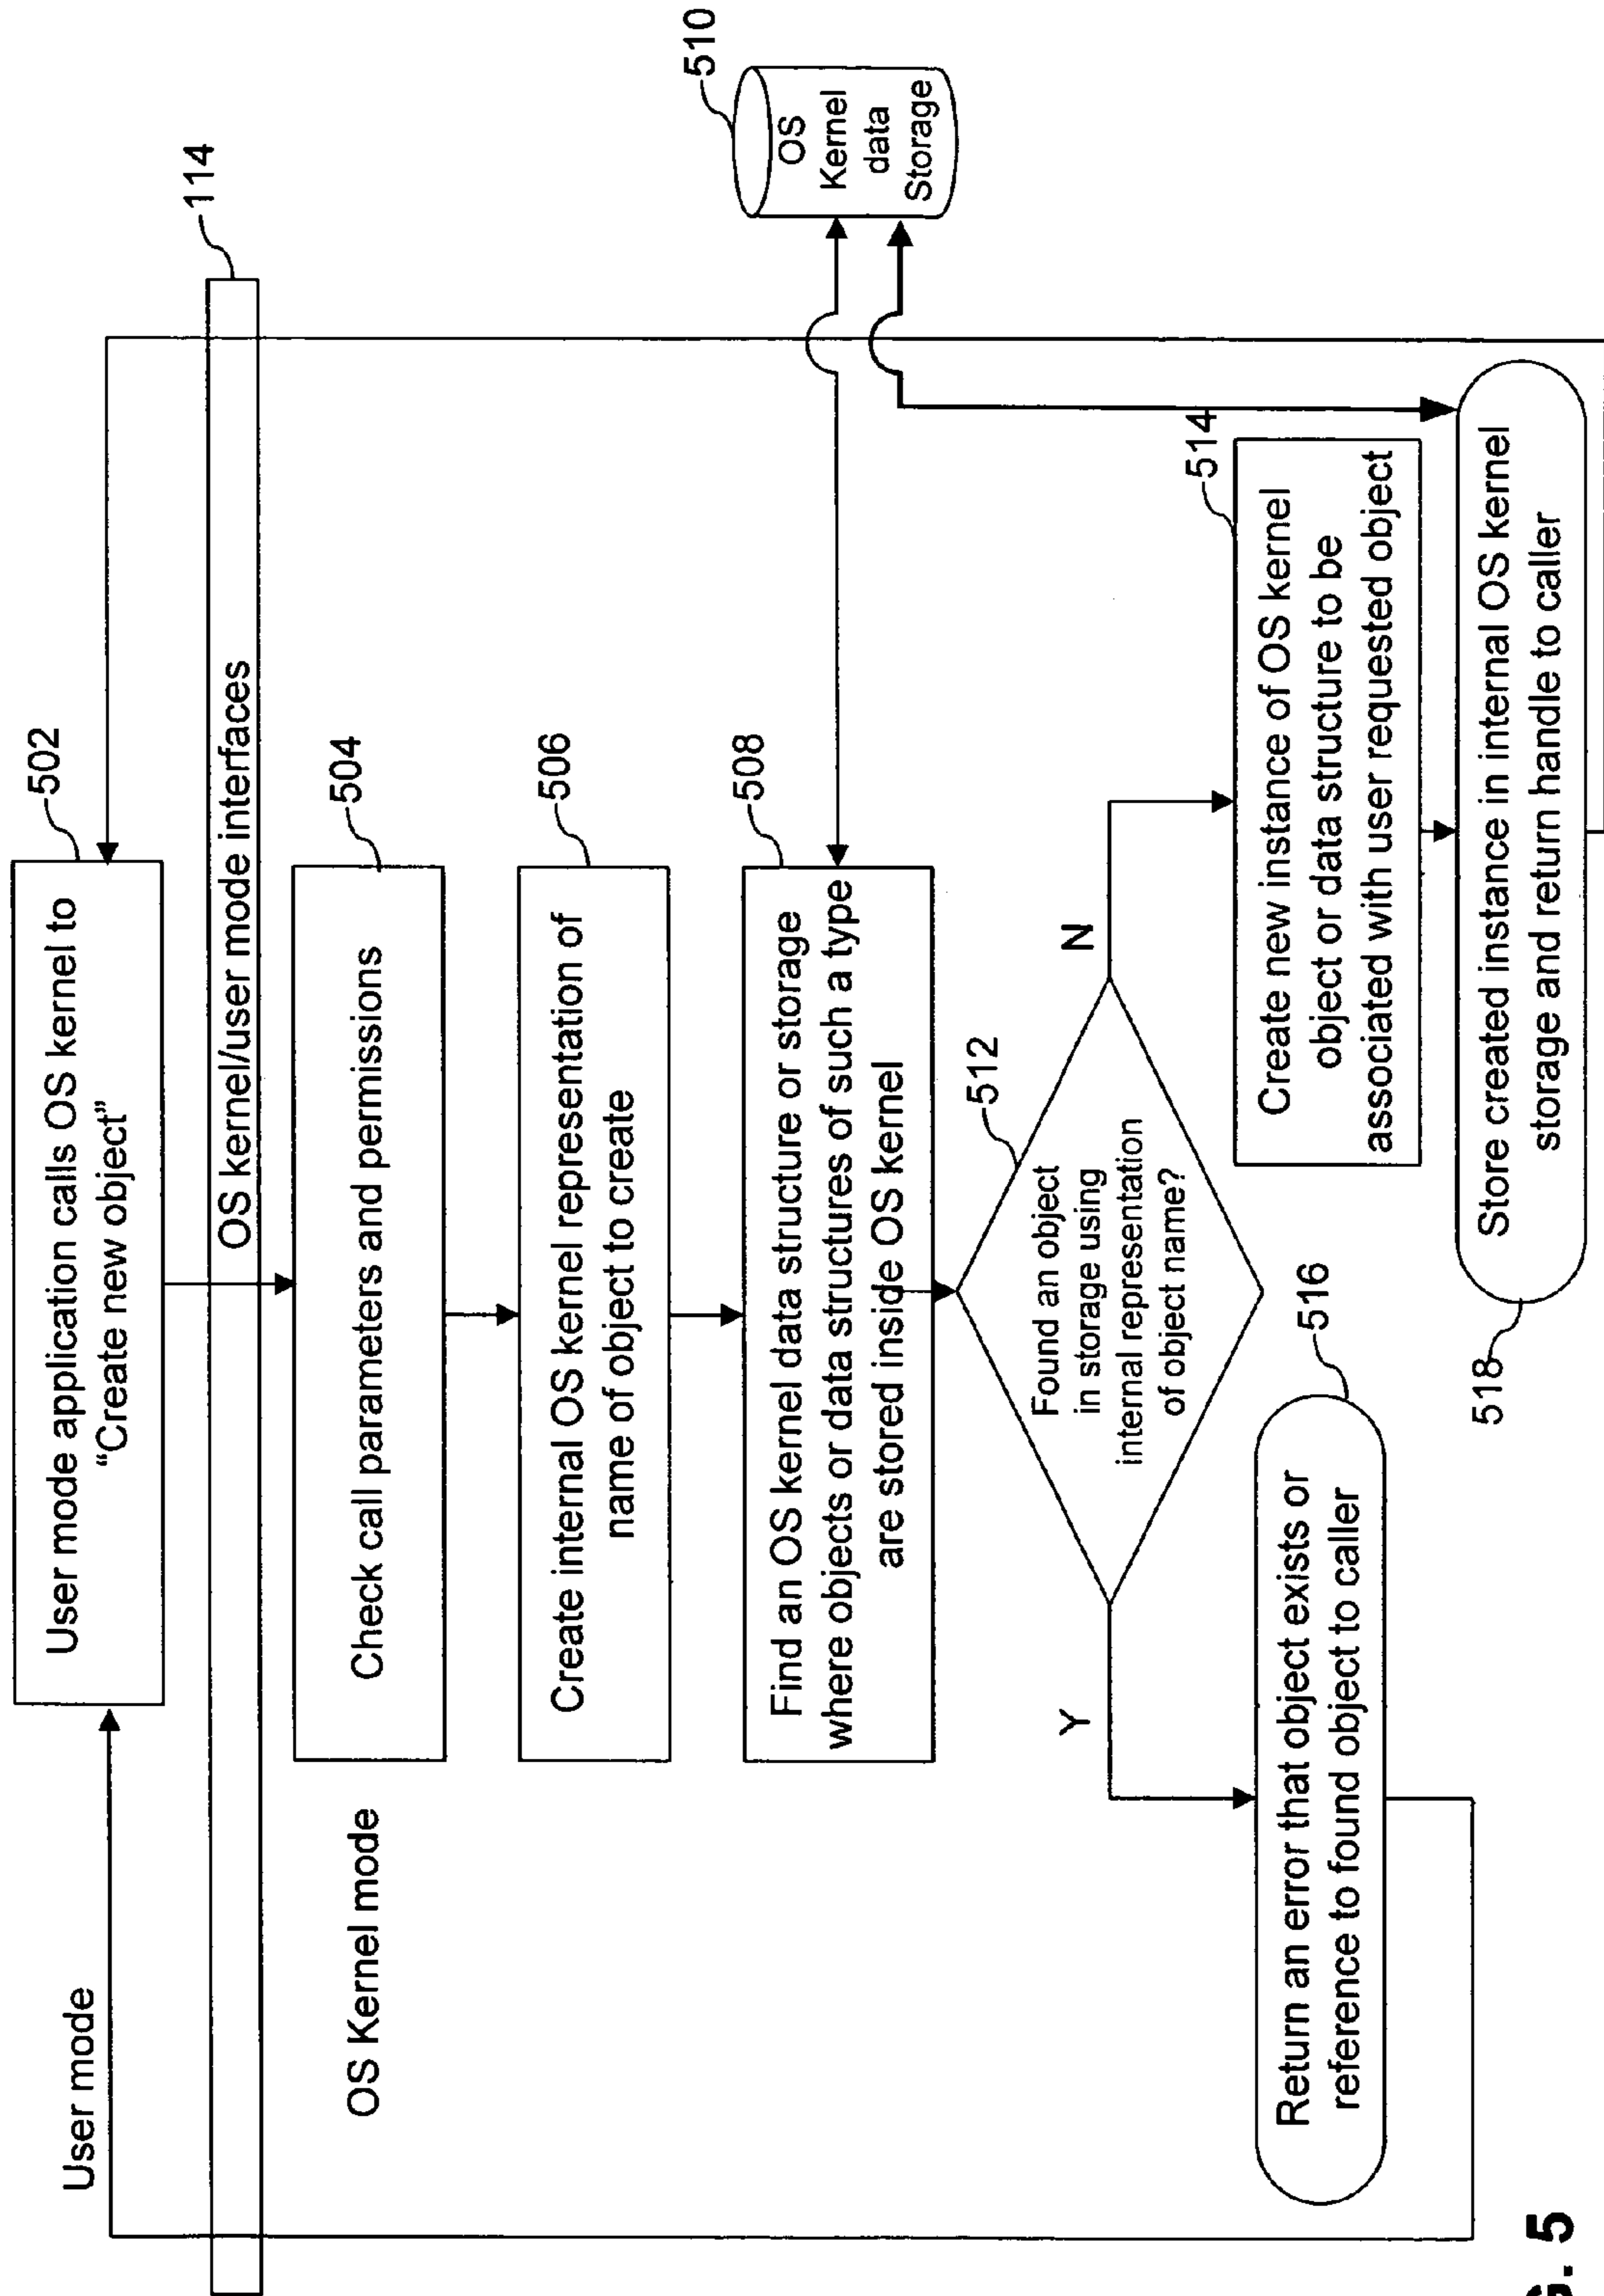 User mode
User mode application calls OS kernel to
“Create new object”
502
114
OS kernel/user mode interfaces
OS Kernel mode
Check call parameters and permissions
504
Create internal OS kernel representation of
name of object to create
506
Find an OS kernel data structure or storage
where objects or data structures of such a type
are stored inside OS kernel
508
510
OS
Kernel
data
Storage
512
Found an object
in storage using
internal representation
of object name?
Y
N
514
Create new instance of OS kernel
object or data structure to be
associated with user requested object
516
Return an error that object exists or
reference to found object to caller
518
Store created instance in internal OS kernel
storage and return handle to caller
G. 5